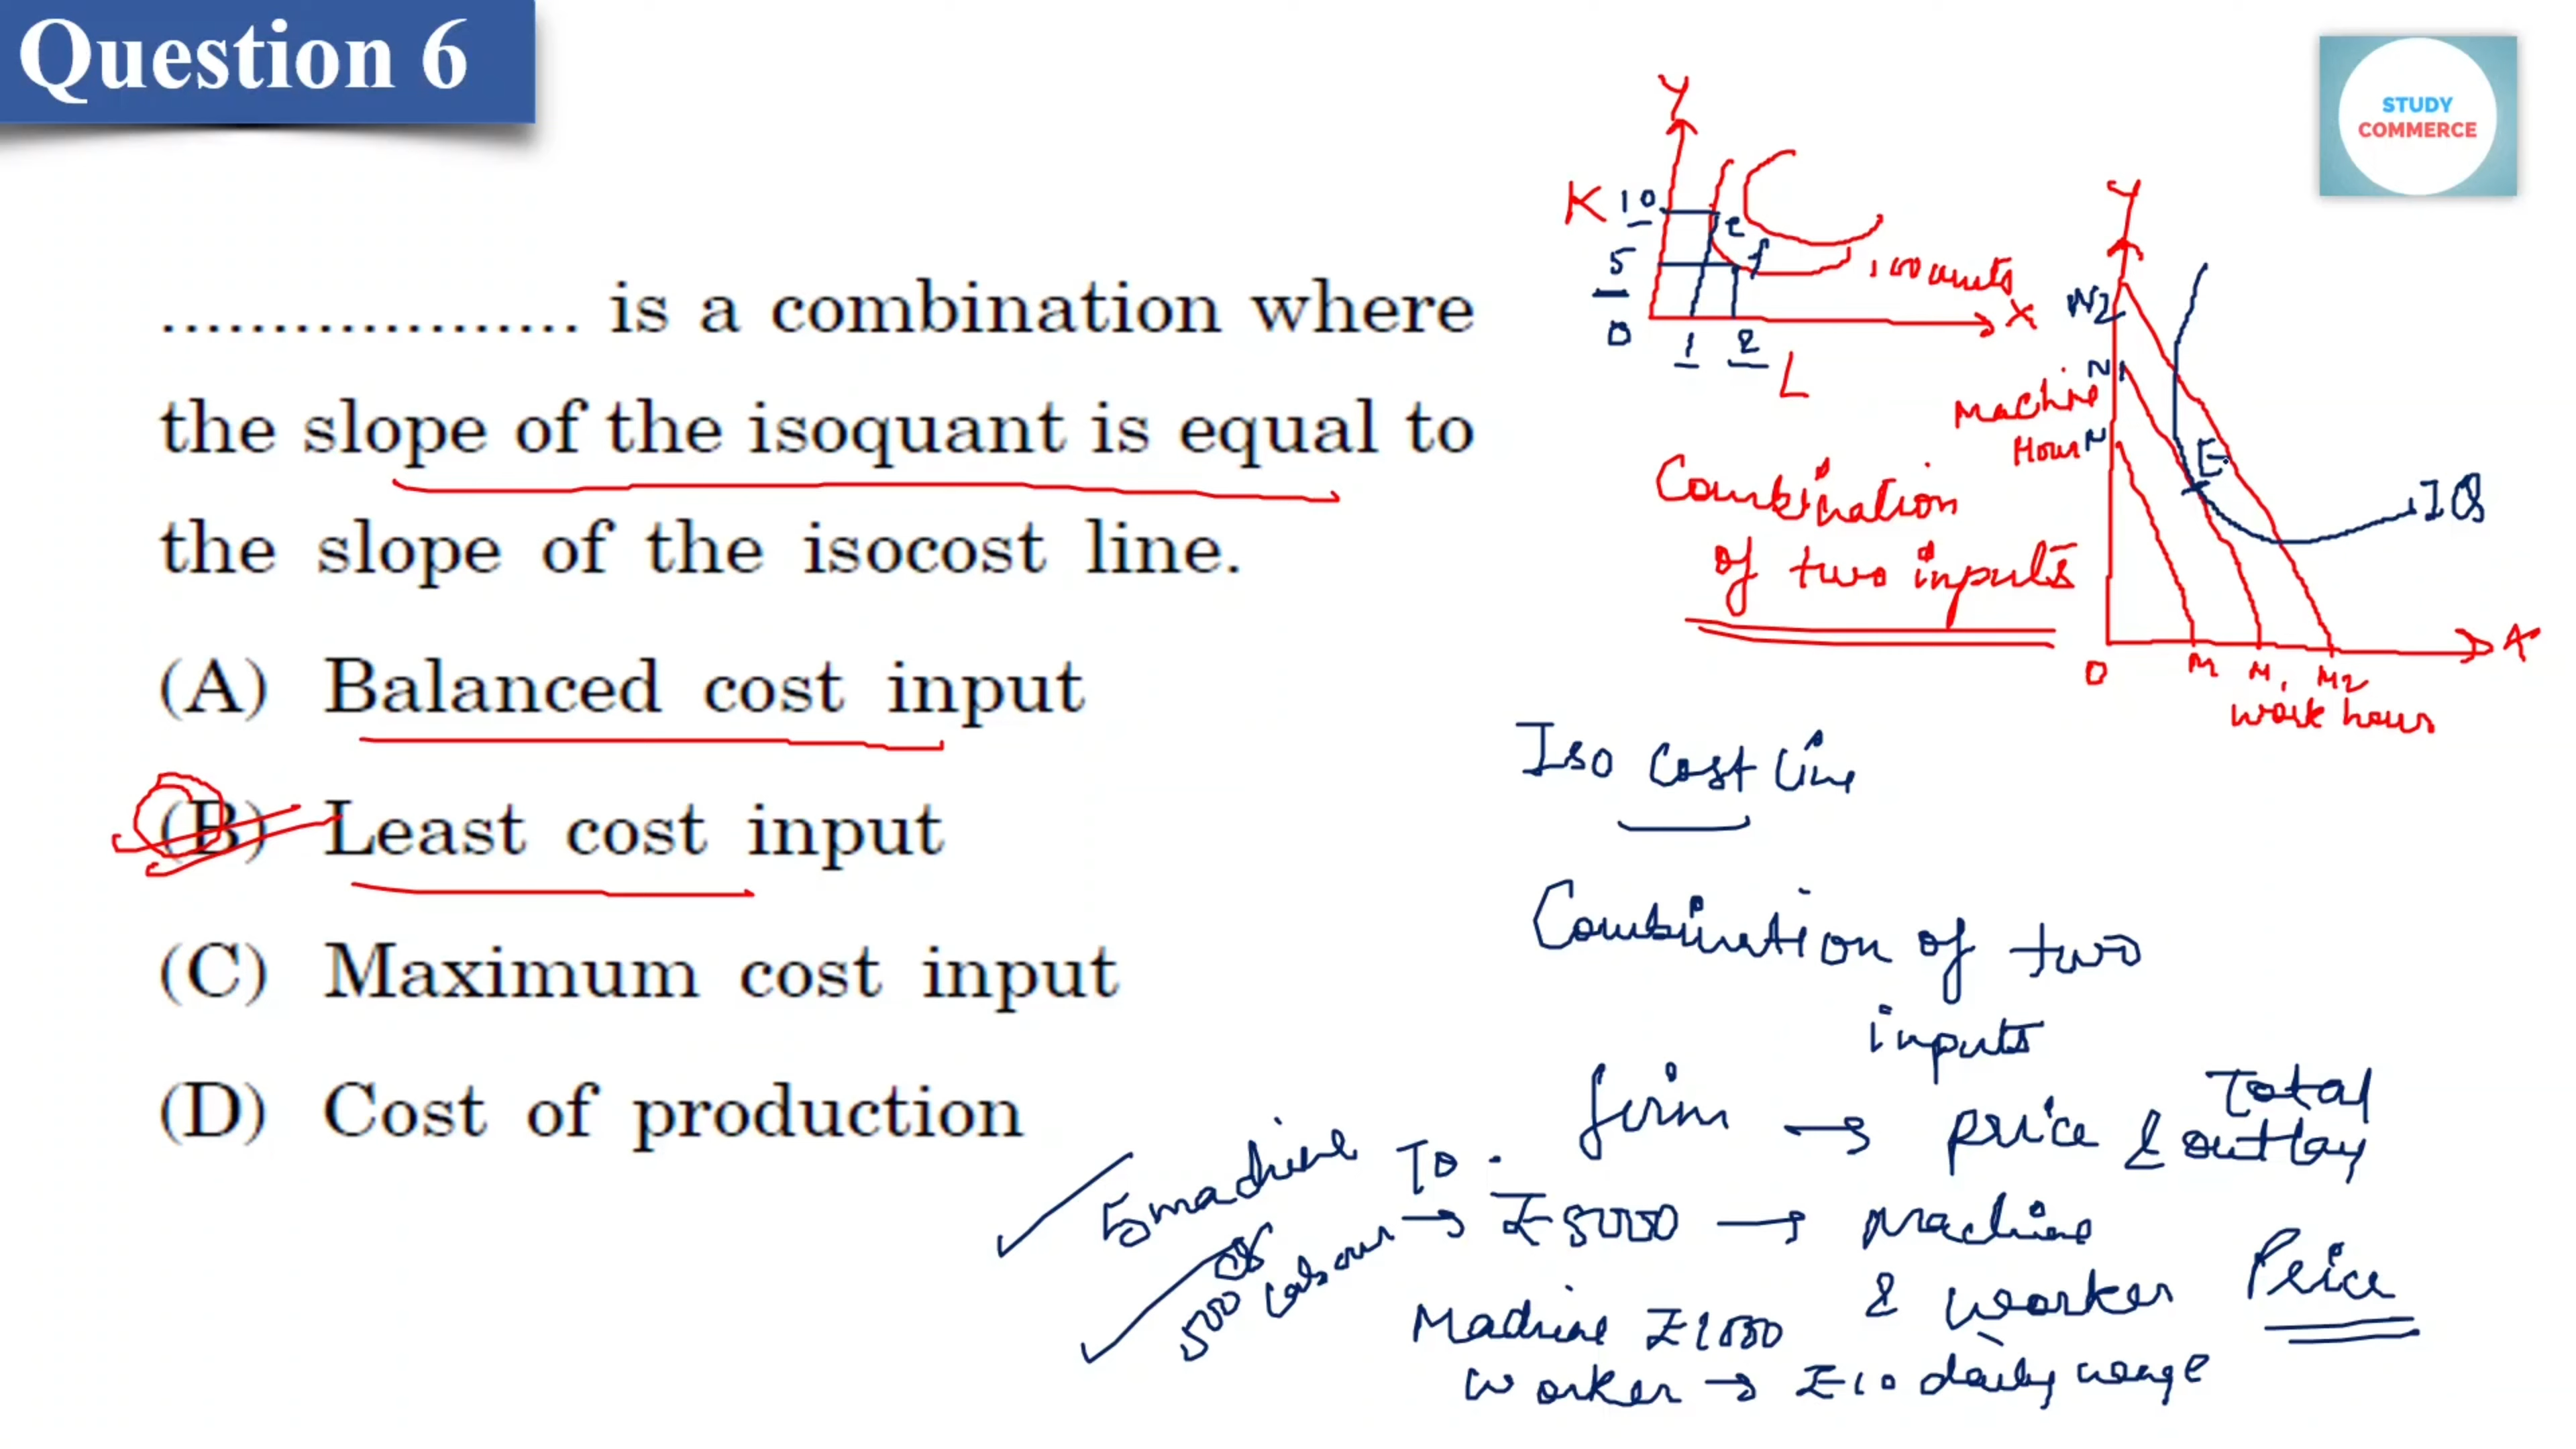 Question 6
STUDY
COMMERCE
.................. is a combination where
the slope of the isoquant is equal to
the slope of the isocost line.
(A) Balanced cost input
(B) Least cost input
(C) Maximum cost input
(D) Cost of production
Y
K 10
5
0
1 2
L
X
e
f
100 units
Combination
of two inputs
Y
N2
N1
Machine
Hour N
E
IQ
0
M M1 M2
X
work hours
Iso cost line
Combination of two
inputs
firm → price & Total
outlay
5 machine
or
500 labour
TO.
→ ₹5000 → machine
& worker
Price
Machine ₹1000
worker → ₹10 daily wage